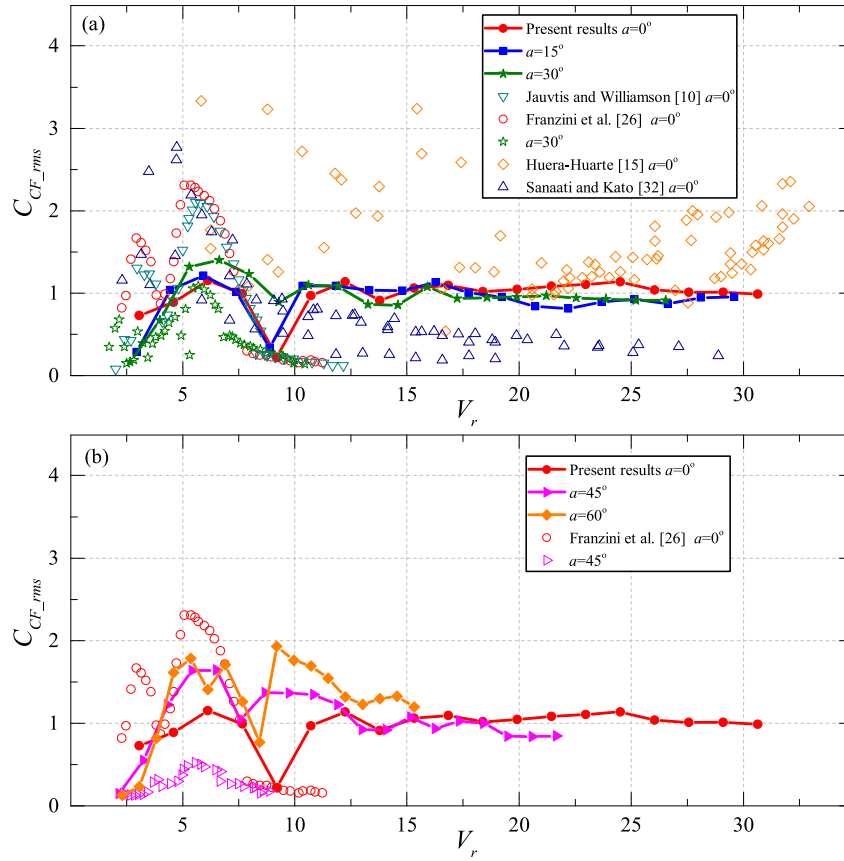 (a)
Present results a=0°
a=15°
a=30°
Jauvtis and Williamson [10] a=0°
Franzini et al. [26] a=0°
a=30°
Huera-Huarte [15] a=0°
Sanaati and Kato [32] a=0°
C_CF_rms
4
3
2
1
0
5 10 15 20 25 30
V_r
(b)
Present results a=0°
a=45°
a=60°
Franzini et al. [26] a=0°
a=45°
C_CF_rms
4
3
2
1
0
5 10 15 20 25 30
V_r